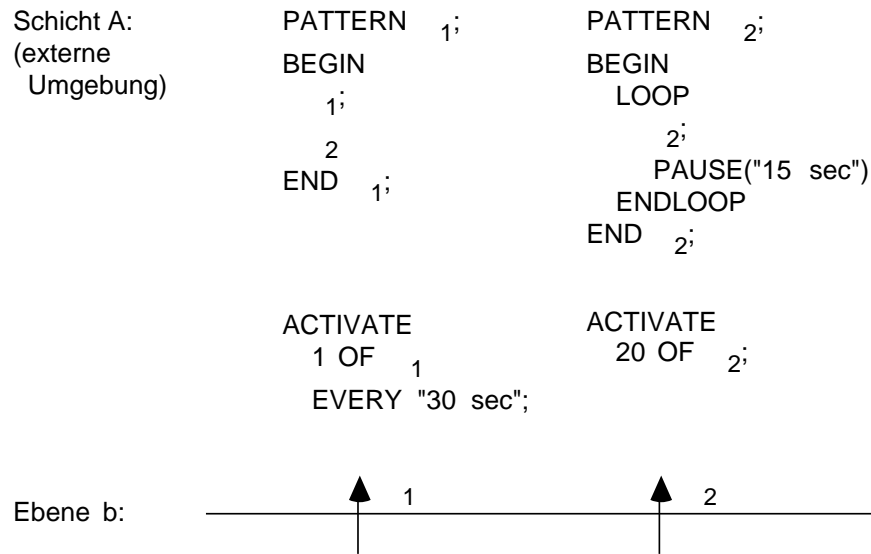 Schicht A:
(externe
Umgebung)
PATTERN 1;
BEGIN
1;
2
END 1;
ACTIVATE
1 OF 1
EVERY "30 sec";
PATTERN 2;
BEGIN
LOOP
2;
PAUSE("15 sec")
ENDLOOP
END 2;
ACTIVATE
20 OF 2;
Ebene b:
1
2